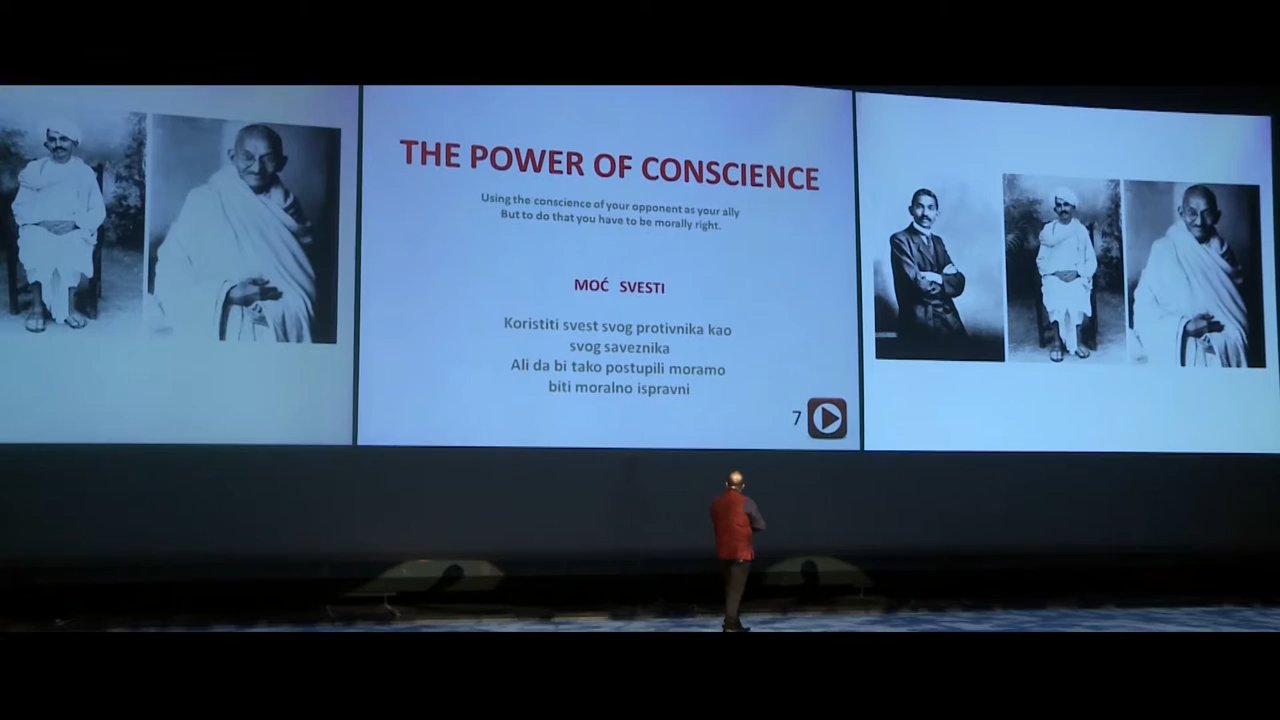 THE POWER OF CONSCIENCE
Using the conscience of your opponent as your ally
But to do that you have to be morally right.
MOĆ SVESTI
Koristiti svest svog protivnika kao
svog saveznika
Ali da bi tako postupili moramo
biti moralno ispravni
7